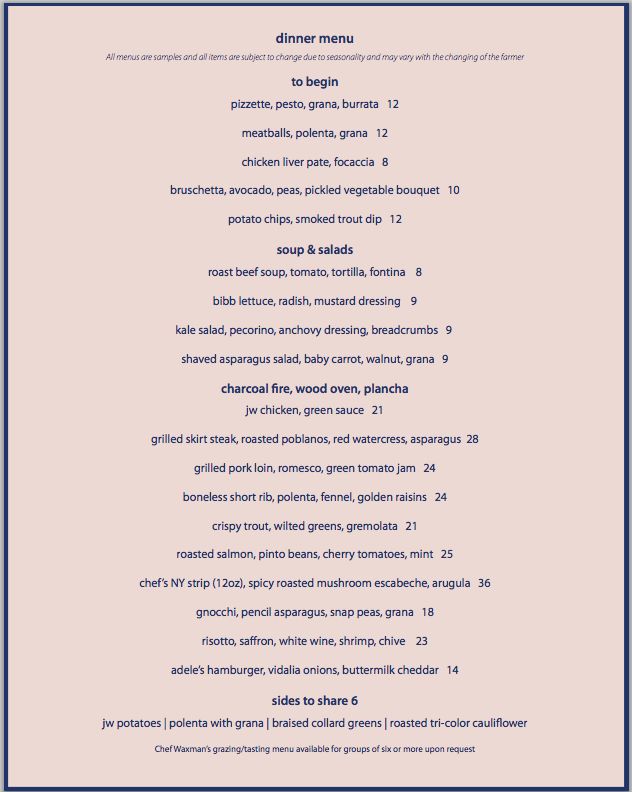 dinner menu
All menus are samples and all items are subject to change due to seasonality and may vary with the changing of the farmer
to begin
pizzette, pesto, grana, burrata 12
meatballs, polenta, grana 12
chicken liver pate, focaccia 8
bruschetta, avocado, peas, pickled vegetable bouquet 10
potato chips, smoked trout dip 12
soup & salads
roast beef soup, tomato, tortilla, fontina 8
bibb lettuce, radish, mustard dressing 9
kale salad, pecorino, anchovy dressing, breadcrumbs 9
shaved asparagus salad, baby carrot, walnut, grana 9
charcoal fire, wood oven, plancha
jw chicken, green sauce 21
grilled skirt steak, roasted poblanos, red watercress, asparagus 28
grilled pork loin, romesco, green tomato jam 24
boneless short rib, polenta, fennel, golden raisins 24
crispy trout, wilted greens, gremolata 21
roasted salmon, pinto beans, cherry tomatoes, mint 25
chef's NY strip (12oz), spicy roasted mushroom escabeche, arugula 36
gnocchi, pencil asparagus, snap peas, grana 18
risotto, saffron, white wine, shrimp, chive 23
adele's hamburger, vidalia onions, buttermilk cheddar 14
sides to share 6
jw potatoes | polenta with grana | braised collard greens | roasted tri-color cauliflower
Chef Waxman's grazing/tasting menu available for groups of six or more upon request